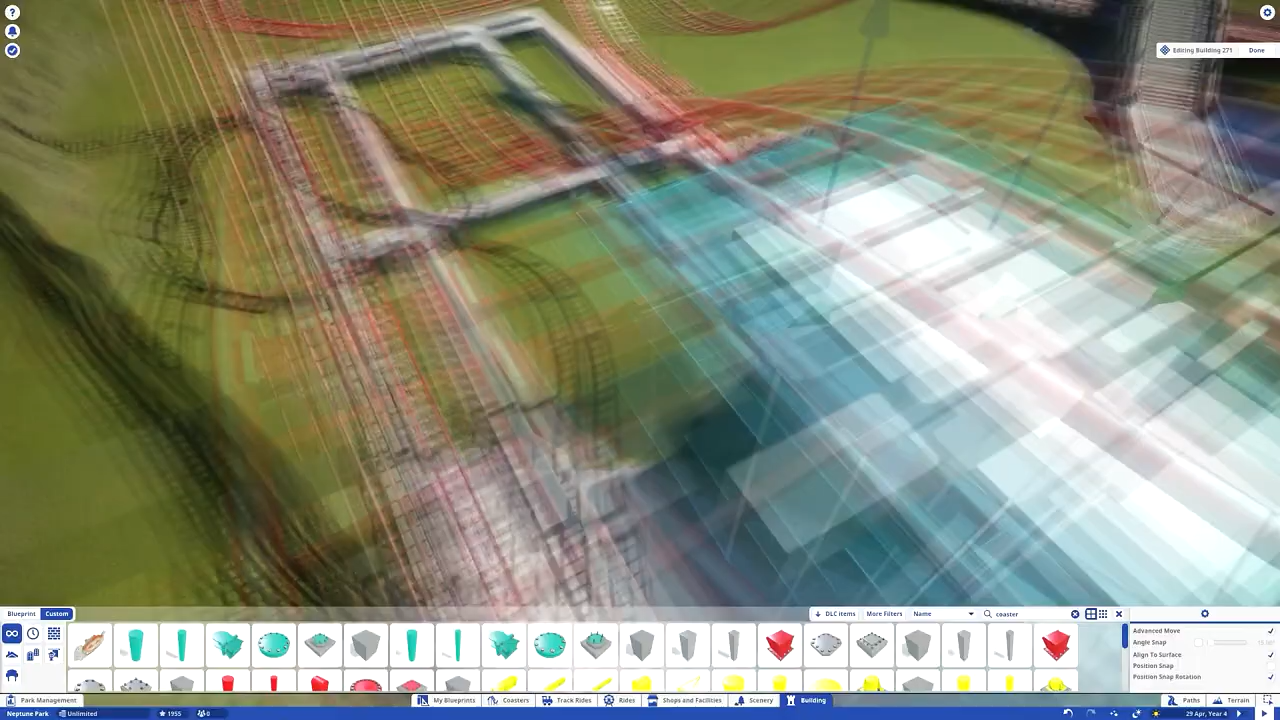 ?
Editing Building 271 Done
Blueprint Custom
DLC items More Filters Name coaster
Advanced Move
Angle Snap
Align To Surface
Position Snap
Position Snap Rotation
Park Management My Blueprints Coasters Track Rides Rides Shops and Facilities Scenery Building Paths Terrain
Neptune Park Unlimited 1955 0 29 Apr, Year 4